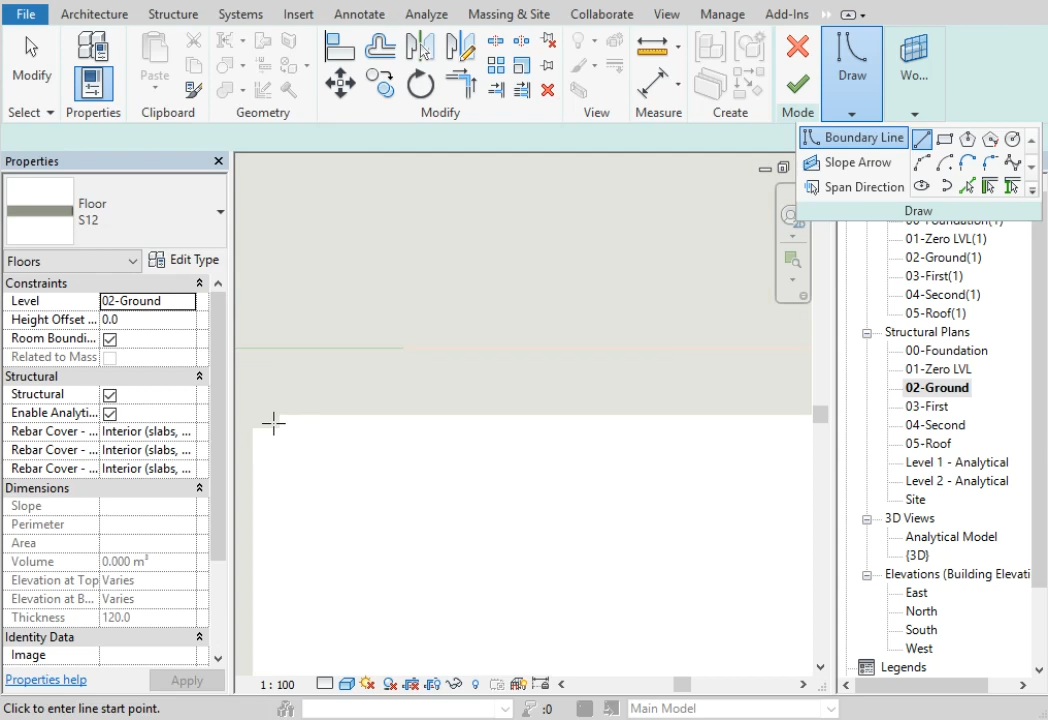 File Architecture Structure Systems Insert Annotate Analyze Massing & Site Collaborate View Manage Add-Ins
Modify Paste Draw Wo...
Select Properties Clipboard Geometry Modify View Measure Create Mode
Boundary Line
Slope Arrow
Span Direction
Draw
Properties
Floor
S12
Floors Edit Type
Constraints
Level 02-Ground
Height Offset ... 0.0
Room Boundi...
Related to Mass
Structural
Structural
Enable Analyti...
Rebar Cover - ... Interior (slabs, ...
Rebar Cover - ... Interior (slabs, ...
Rebar Cover - ... Interior (slabs, ...
Dimensions
Slope
Perimeter
Area
Volume 0.000 m³
Elevation at Top Varies
Elevation at B... Varies
Thickness 120.0
Identity Data
Image
Properties help Apply
00-Foundation(1)
01-Zero LVL(1)
02-Ground(1)
03-First(1)
04-Second(1)
05-Roof(1)
Structural Plans
00-Foundation
01-Zero LVL
02-Ground
03-First
04-Second
05-Roof
Level 1 - Analytical
Level 2 - Analytical
Site
3D Views
Analytical Model
{3D}
Elevations (Building Elevati
East
North
South
West
Legends
1 : 100
Click to enter line start point. :0 Main Model